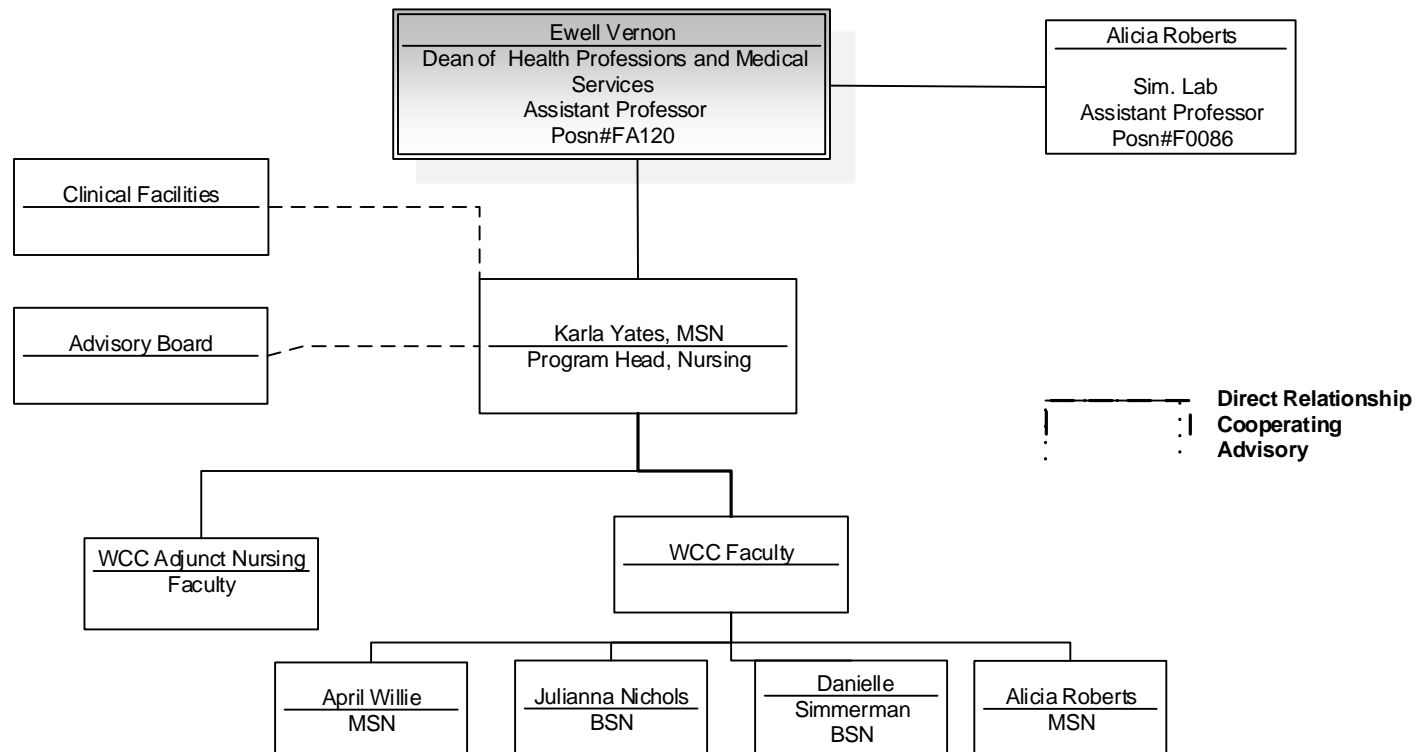 Ewell Vernon
Dean of Health Professions and Medical
Services
Assistant Professor
Posn#FA120
Alicia Roberts
Sim. Lab
Assistant Professor
Posn#F0086
Clinical Facilities
Advisory Board
Karla Yates, MSN
Program Head, Nursing
Direct Relationship
Cooperating
Advisory
WCC Adjunct Nursing
Faculty
WCC Faculty
April Willie
MSN
Julianna Nichols
BSN
Danielle
Simmerman
BSN
Alicia Roberts
MSN